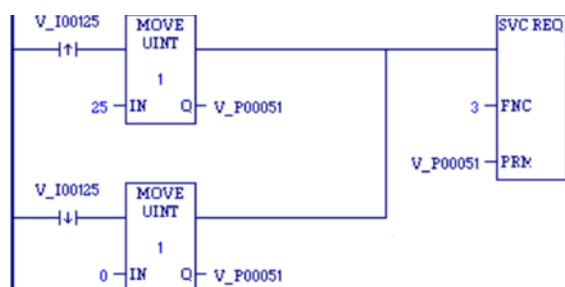 V_I00125 MOVE UINT SVC REQ
↑ 1
25 IN Q V_P00051 3 FNC
V_P00051 PRM
V_I00125 MOVE UINT
↓ 1
0 IN Q V_P00051